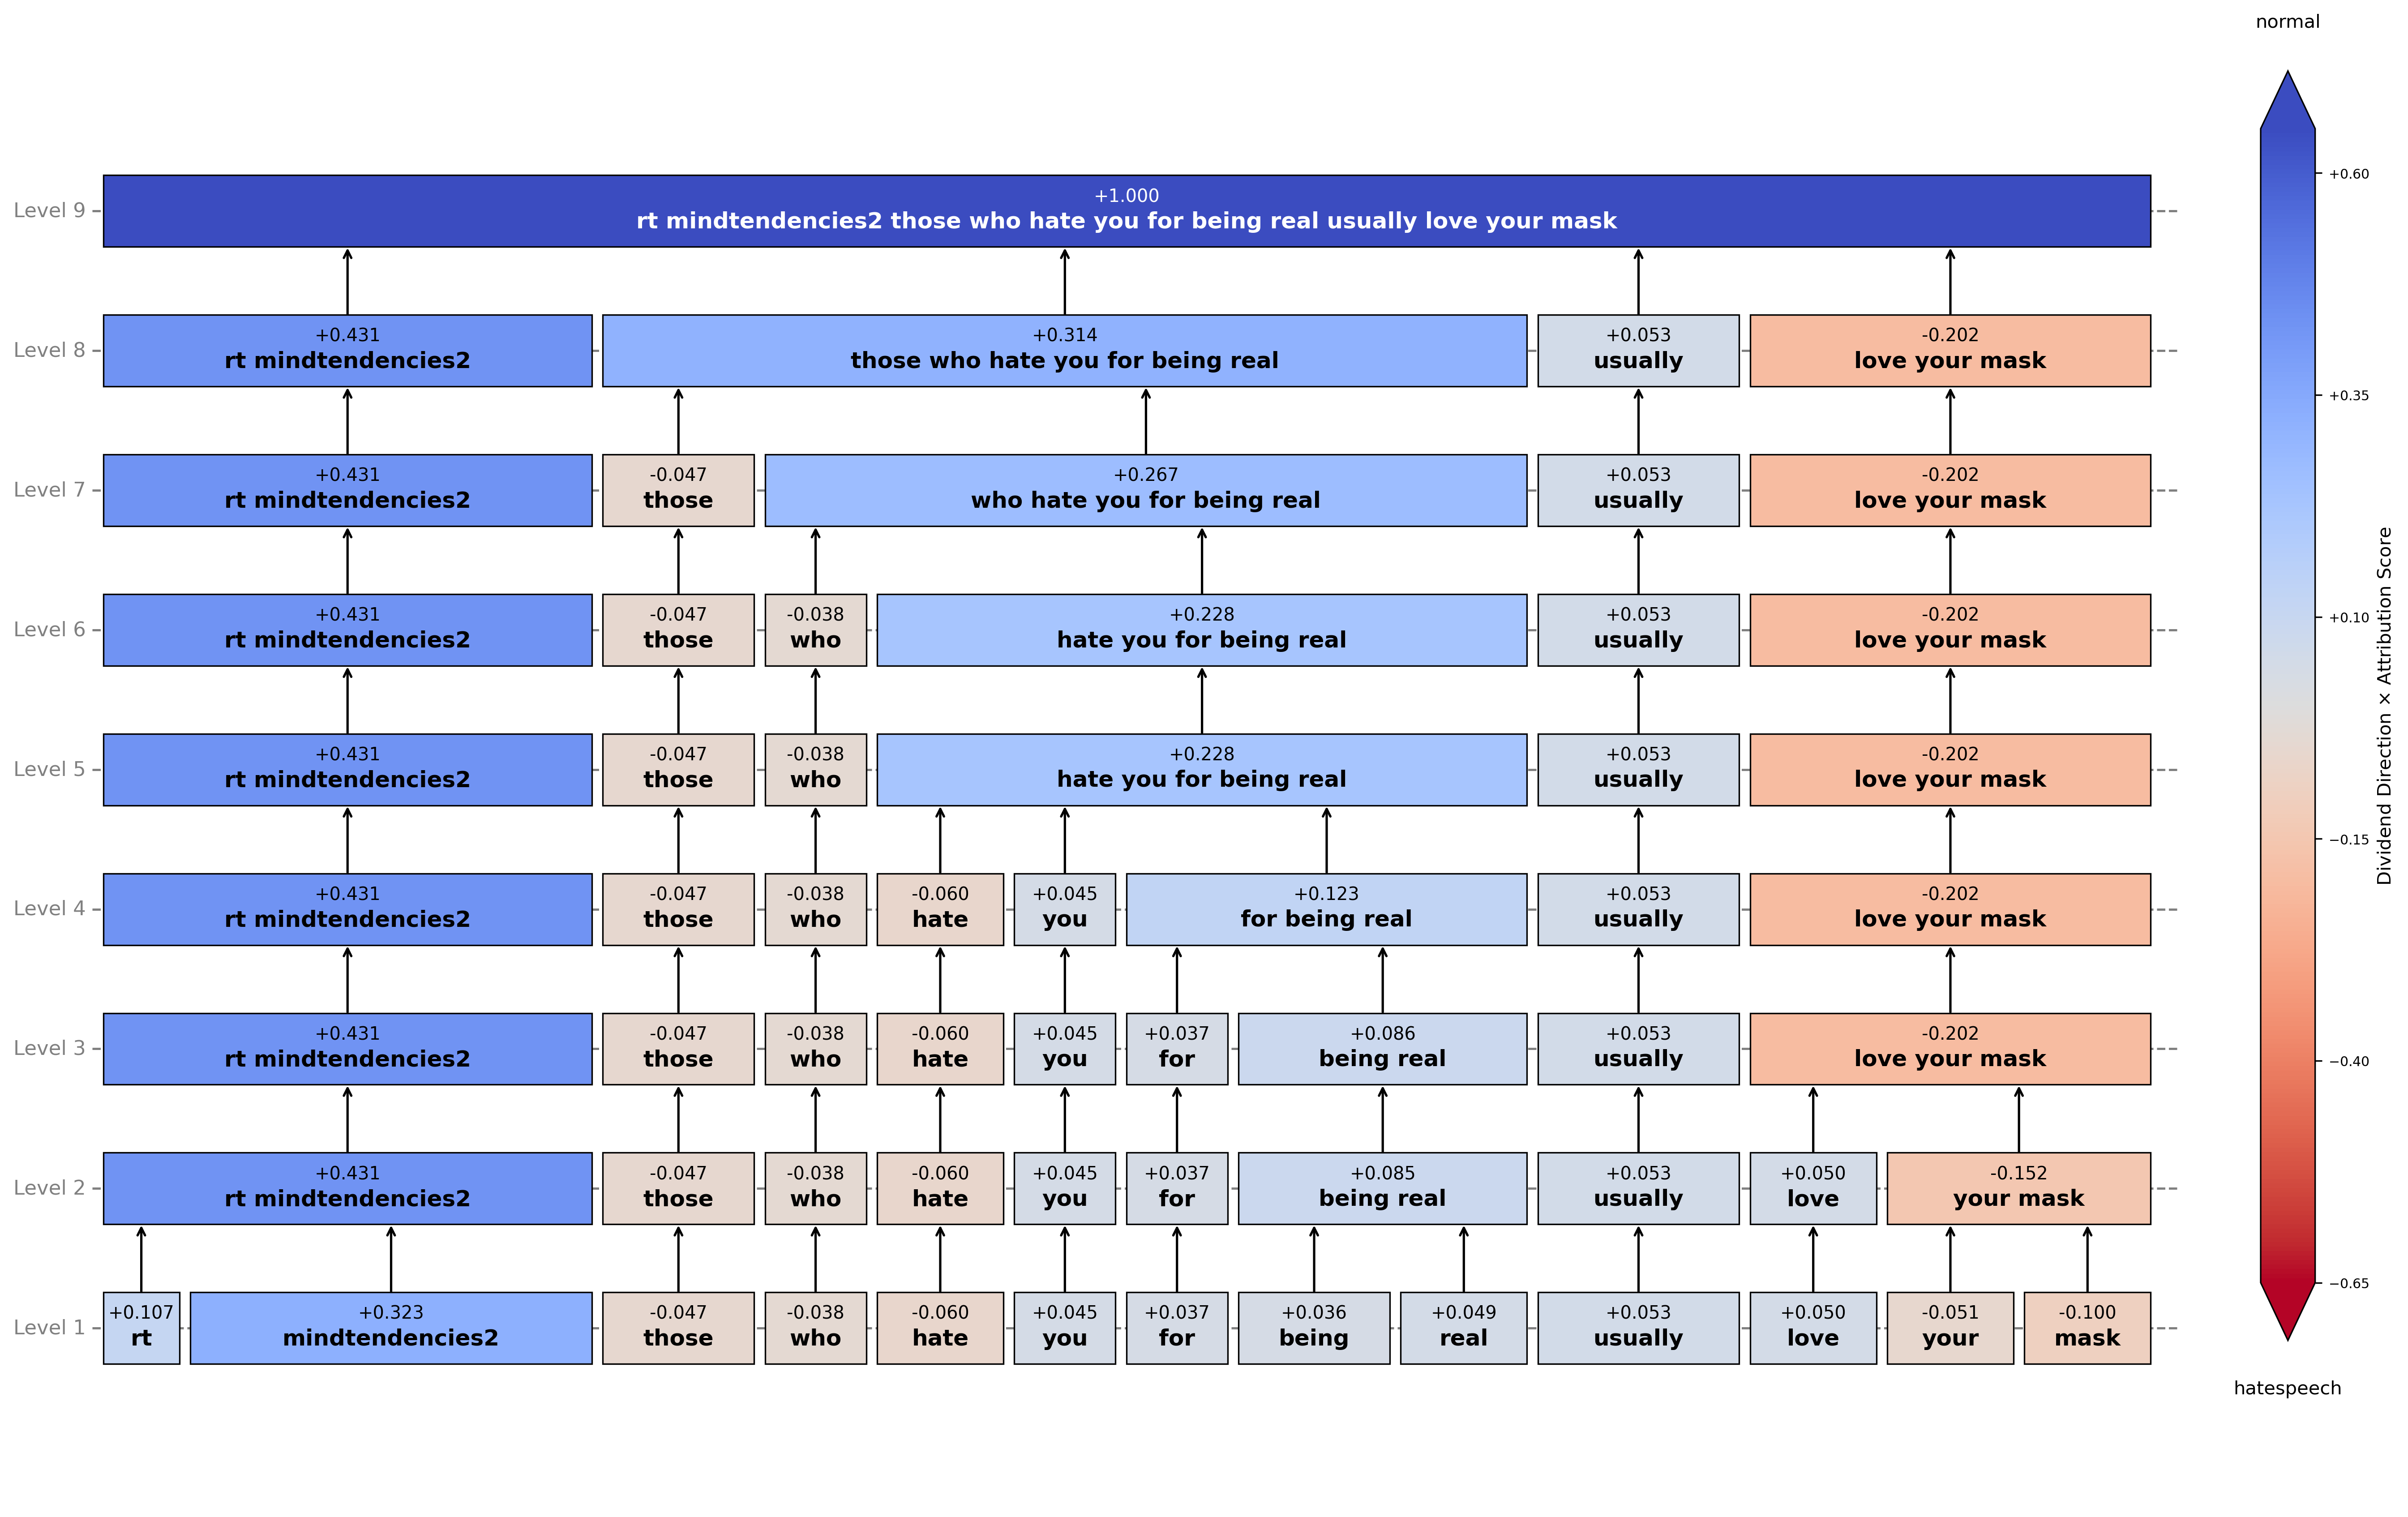 normal
Level 9
+1.000
rt mindtendencies2 those who hate you for being real usually love your mask
Level 8
+0.431
rt mindtendencies2
+0.314
those who hate you for being real
+0.053
usually
-0.202
love your mask
Level 7
+0.431
rt mindtendencies2
-0.047
those
+0.267
who hate you for being real
+0.053
usually
-0.202
love your mask
Level 6
+0.431
rt mindtendencies2
-0.047
those
-0.038
who
+0.228
hate you for being real
+0.053
usually
-0.202
love your mask
Level 5
+0.431
rt mindtendencies2
-0.047
those
-0.038
who
+0.228
hate you for being real
+0.053
usually
-0.202
love your mask
Level 4
+0.431
rt mindtendencies2
-0.047
those
-0.038
who
-0.060
hate
+0.045
you
+0.123
for being real
+0.053
usually
-0.202
love your mask
Level 3
+0.431
rt mindtendencies2
-0.047
those
-0.038
who
-0.060
hate
+0.045
you
+0.037
for
+0.086
being real
+0.053
usually
-0.202
love your mask
Level 2
+0.431
rt mindtendencies2
-0.047
those
-0.038
who
-0.060
hate
+0.045
you
+0.037
for
+0.085
being real
+0.053
usually
+0.050
love
-0.152
your mask
Level 1
+0.107
rt
+0.323
mindtendencies2
-0.047
those
-0.038
who
-0.060
hate
+0.045
you
+0.037
for
+0.036
being
+0.049
real
+0.053
usually
+0.050
love
-0.051
your
-0.100
mask
+0.60
+0.35
+0.10
−0.15
−0.40
−0.65
Dividend Direction × Attribution Score
hatespeech